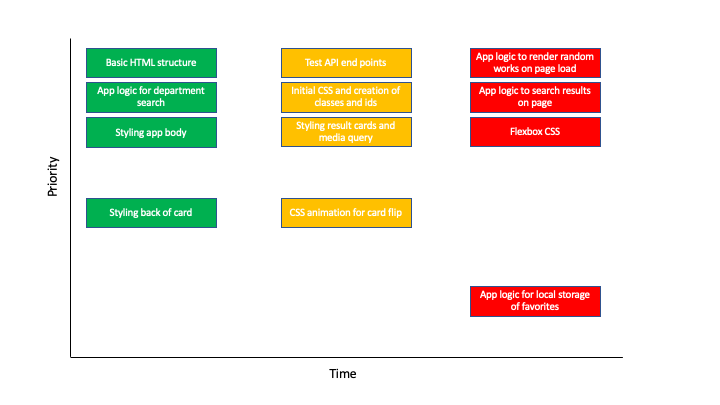 Basic HTML structure
Test API end points
App logic to render random
works on page load
App logic for department
search
Initial CSS and creation of
classes and ids
App logic to search results
on page
Styling app body
Styling result cards and
media query
Flexbox CSS
Priority
Styling back of card
CSS animation for card flip
App logic for local storage
of favorites
Time